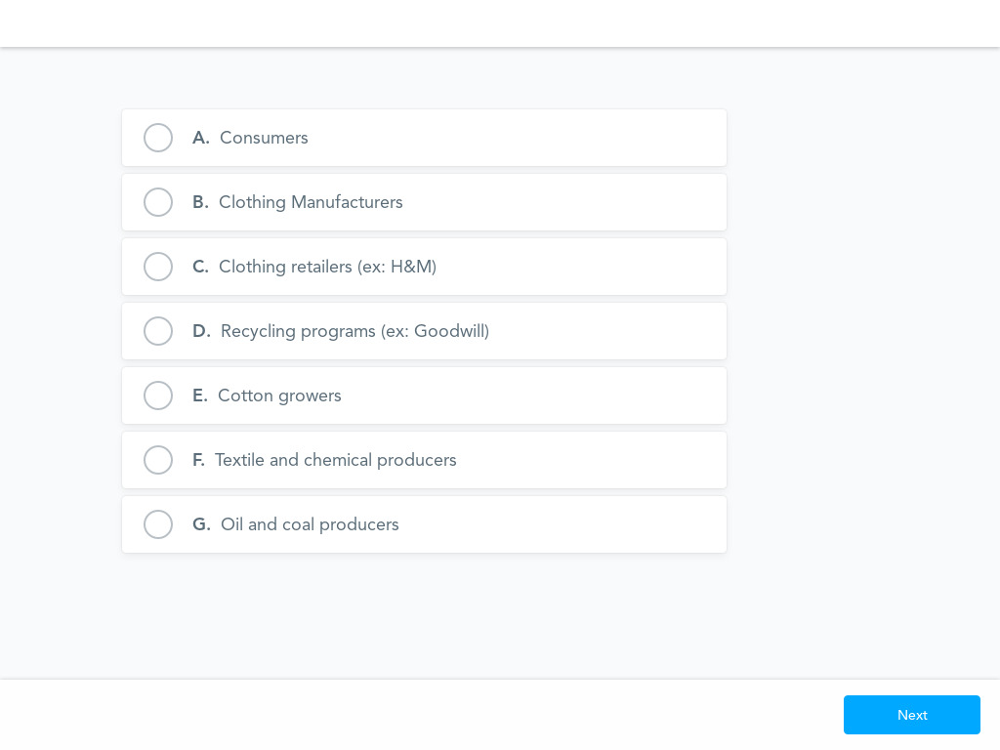 A. Consumers
B. Clothing Manufacturers
C. Clothing retailers (ex: H&M)
D. Recycling programs (ex: Goodwill)
E. Cotton growers
F. Textile and chemical producers
G. Oil and coal producers
Next